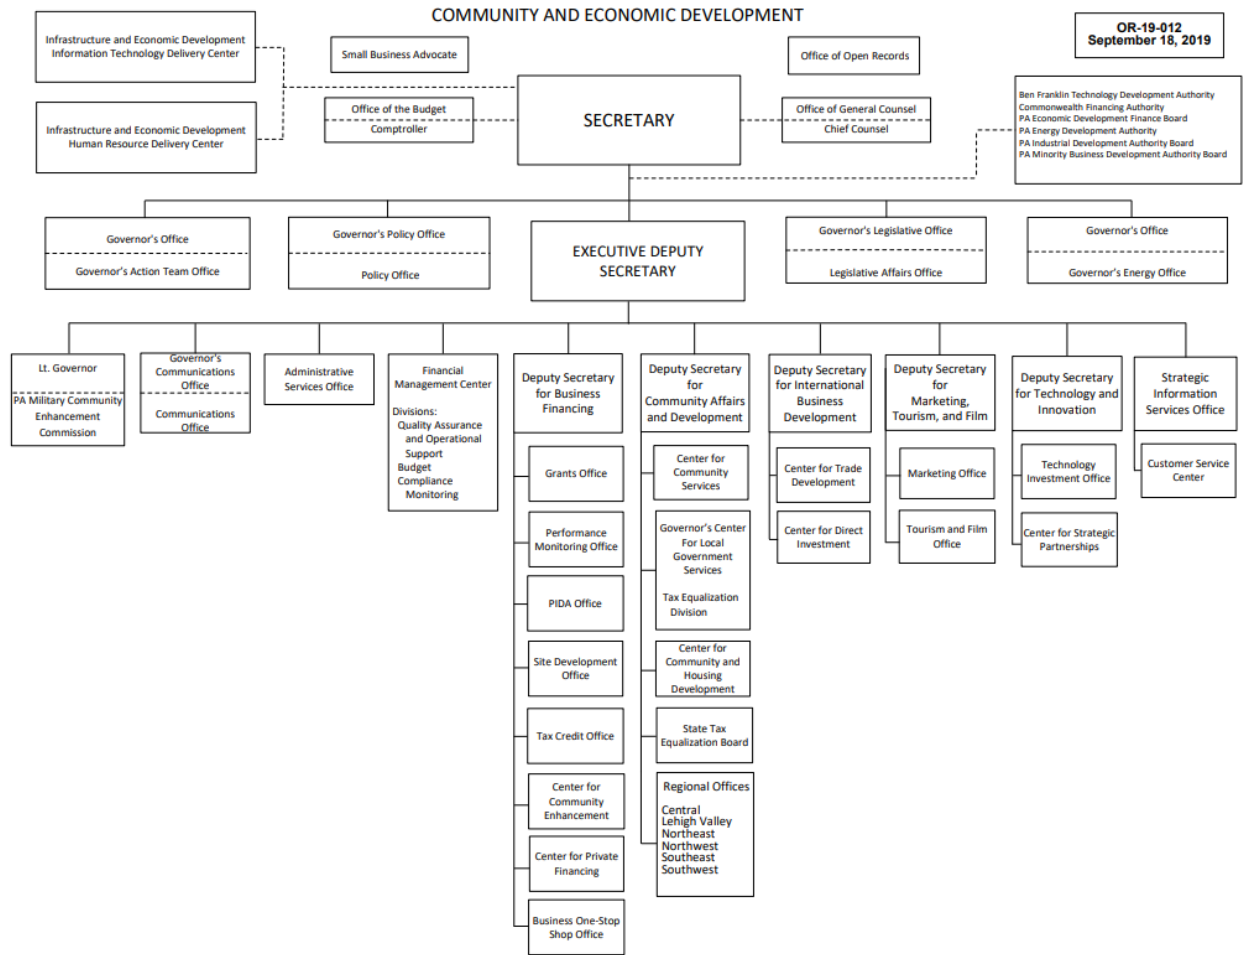 COMMUNITY AND ECONOMIC DEVELOPMENT
OR-19-012
September 18, 2019
Infrastructure and Economic Development
Information Technology Delivery Center
Small Business Advocate
Office of Open Records
Infrastructure and Economic Development
Human Resource Delivery Center
Office of the Budget
Comptroller
SECRETARY
Office of General Counsel
Chief Counsel
Ben Franklin Technology Development Authority
Commonwealth Financing Authority
PA Economic Development Finance Board
PA Energy Development Authority
PA Industrial Development Authority Board
PA Minority Business Development Authority Board
Governor's Office
Governor's Action Team Office
Governor's Policy Office
Policy Office
EXECUTIVE DEPUTY
SECRETARY
Governor's Legislative Office
Legislative Affairs Office
Governor's Office
Governor's Energy Office
Lt. Governor
PA Military Community
Enhancement
Commission
Governor's
Communications
Office
Communications
Office
Administrative
Services Office
Financial
Management Center
Divisions:
Quality Assurance
and Operational
Support
Budget
Compliance
Monitoring
Deputy Secretary
for Business
Financing
Grants Office
Performance
Monitoring Office
PIDA Office
Site Development
Office
Tax Credit Office
Center for
Community
Enhancement
Center for Private
Financing
Business One-Stop
Shop Office
Deputy Secretary
for
Community Affairs
and Development
Center for
Community
Services
Governor's Center
For Local
Government
Services
Tax Equalization
Division
Center for
Community and
Housing
Development
State Tax
Equalization Board
Regional Offices
Central
Lehigh Valley
Northeast
Northwest
Southeast
Southwest
Deputy Secretary
for International
Business
Development
Center for Trade
Development
Center for Direct
Investment
Deputy Secretary
for
Marketing,
Tourism, and Film
Marketing Office
Tourism and Film
Office
Deputy Secretary
for Technology and
Innovation
Technology
Investment Office
Center for Strategic
Partnerships
Strategic
Information
Services Office
Customer Service
Center